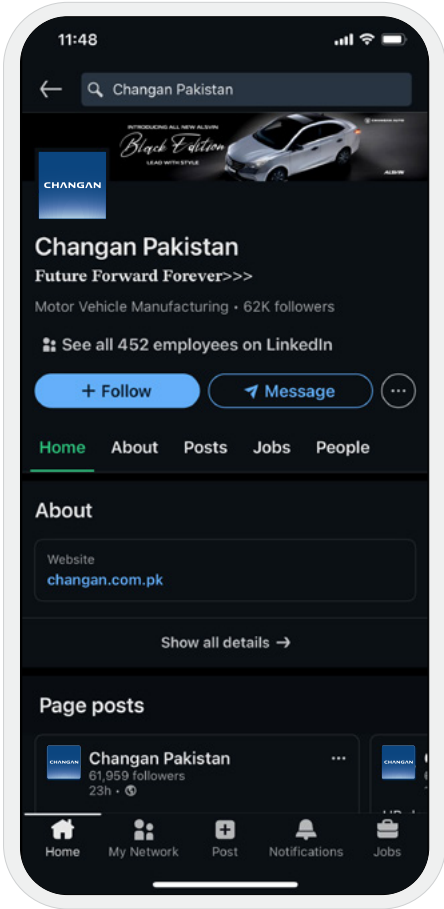 11:48
Changan Pakistan
INTRODUCING ALL NEW ALSVIN
Black Edition
LEAD WITH STYLE
CHANGAN AUTO
ALSVIN
CHANGAN
Changan Pakistan
Future Forward Forever>>>
Motor Vehicle Manufacturing • 62K followers
See all 452 employees on LinkedIn
+ Follow
Message
Home About Posts Jobs People
About
Website
changan.com.pk
Show all details →
Page posts
CHANGAN
Changan Pakistan
61,959 followers
23h •
CHANGAN
Home My Network Post Notifications Jobs